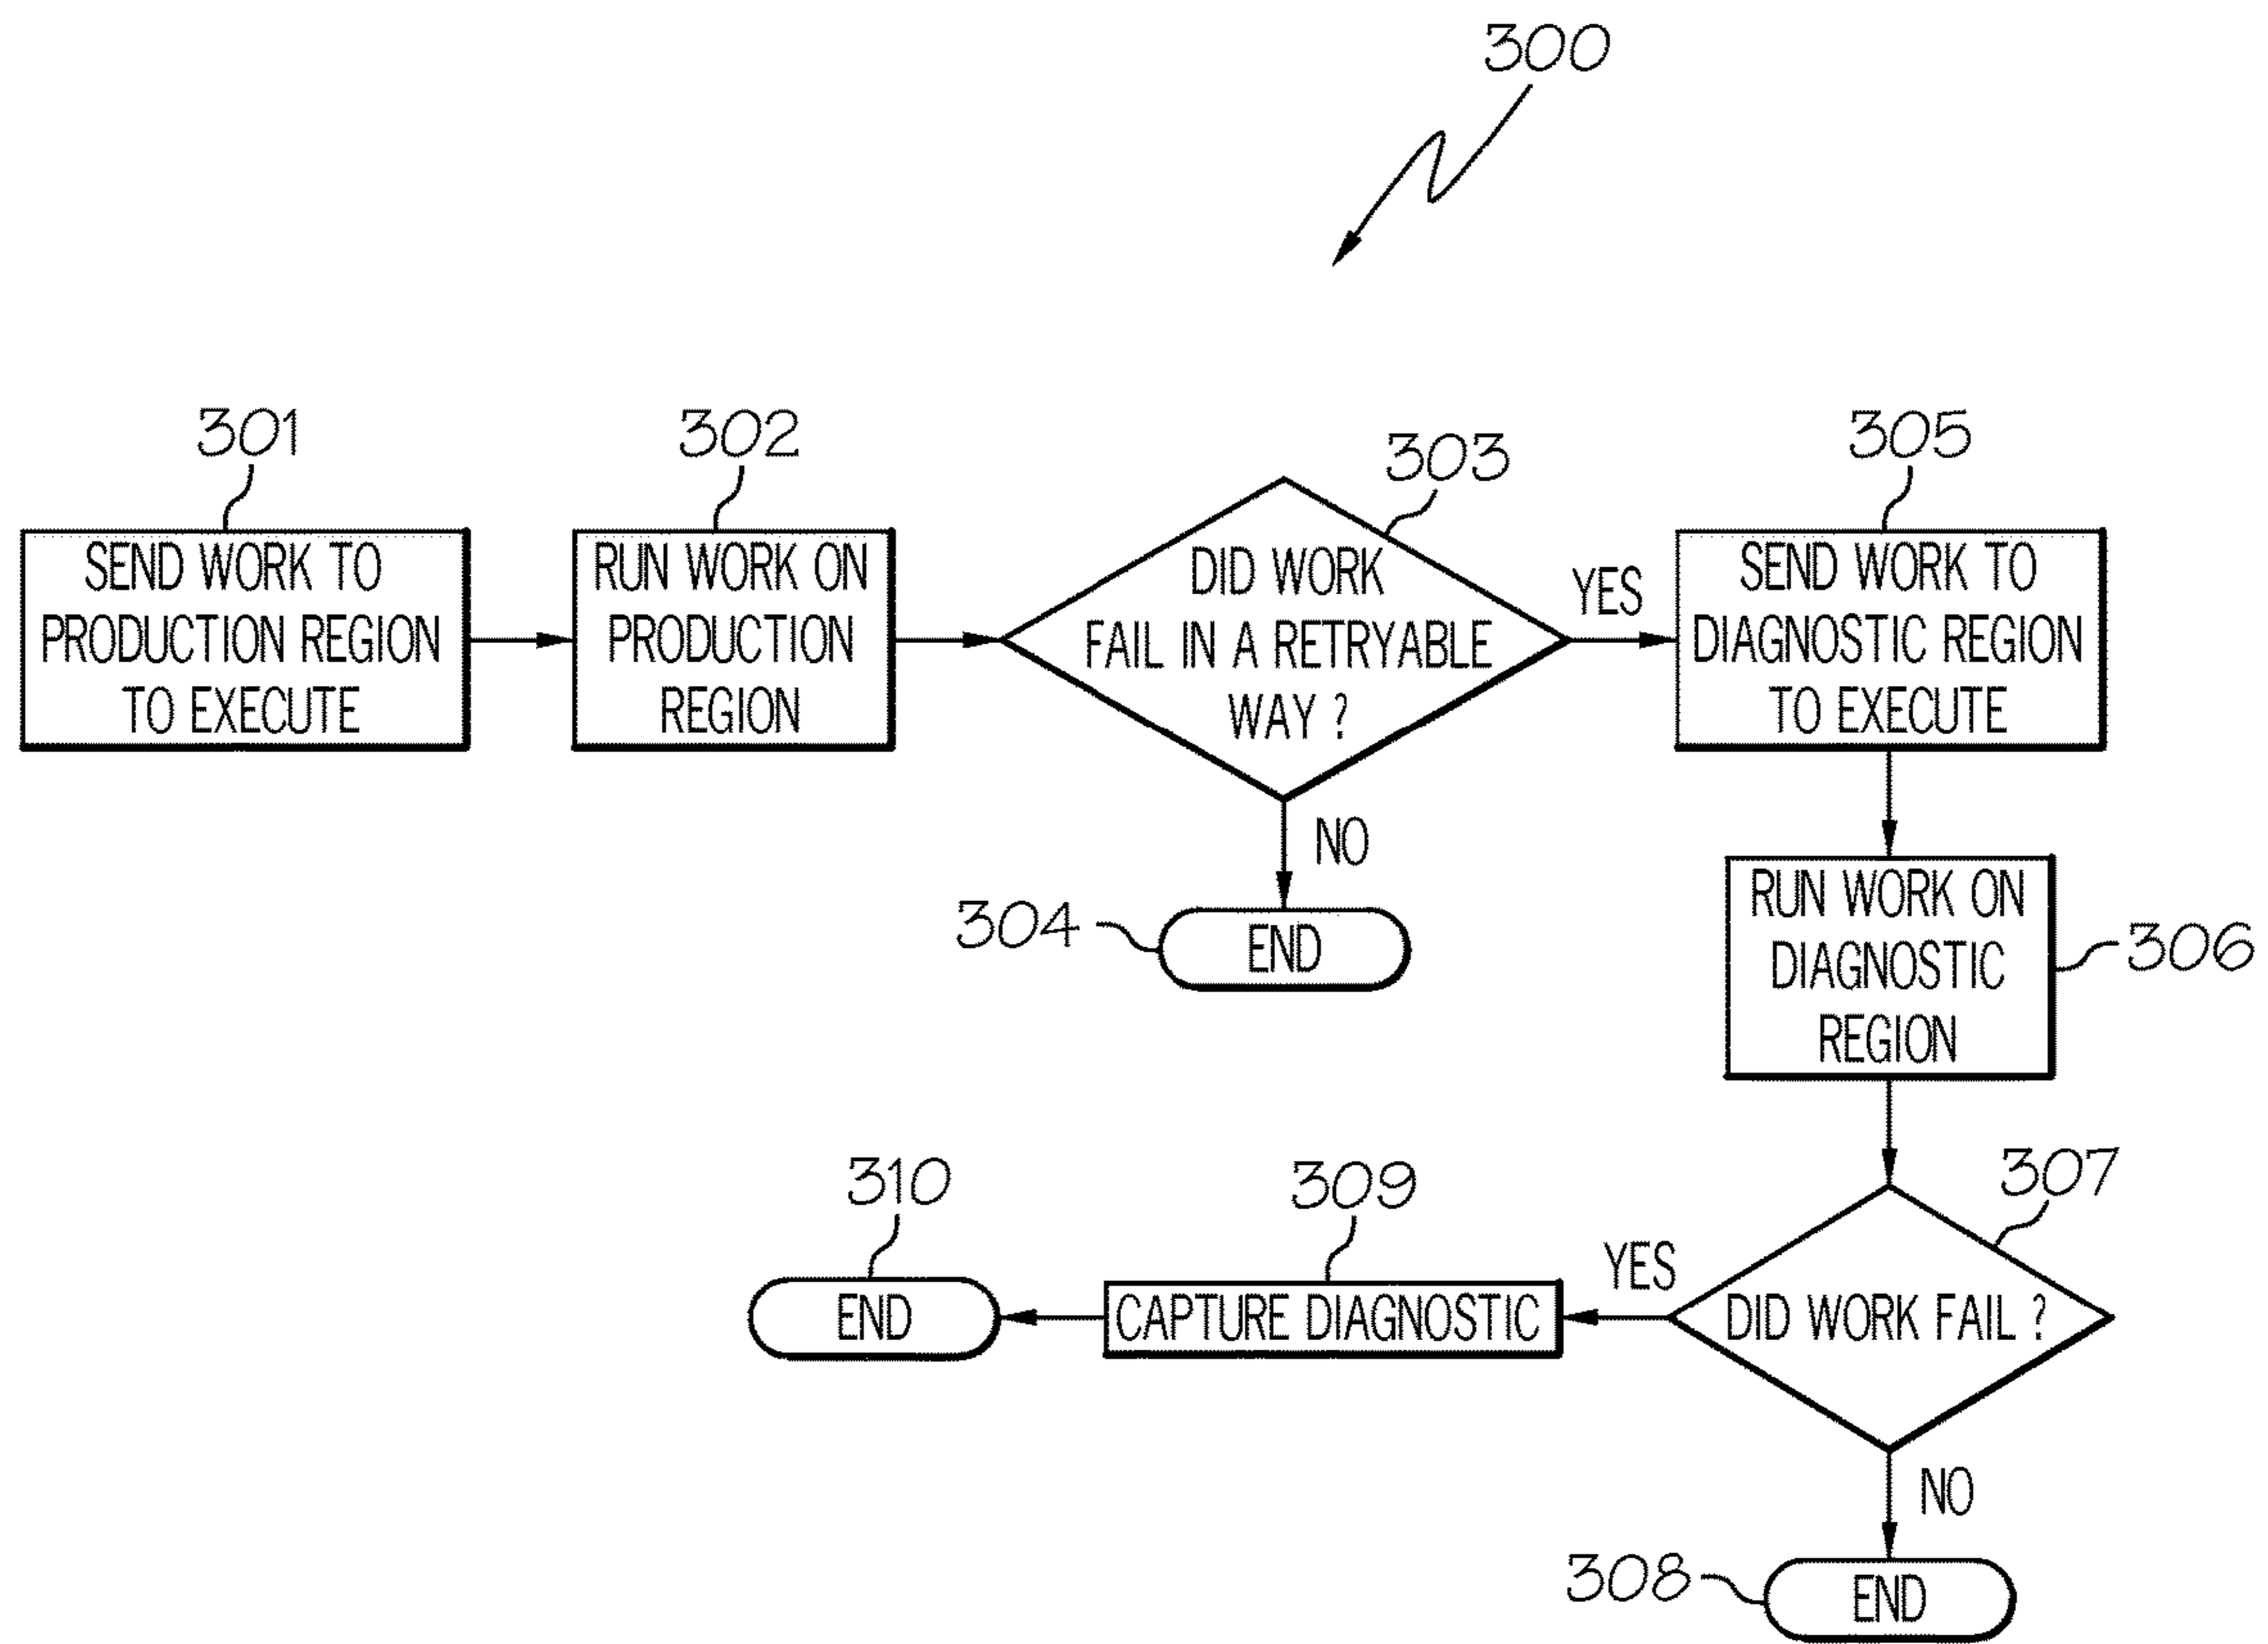 300
301
SEND WORK TO
PRODUCTION REGION
TO EXECUTE
302
RUN WORK ON
PRODUCTION
REGION
303
DID WORK
FAIL IN A RETRYABLE
WAY ?
YES
NO
304
END
305
SEND WORK TO
DIAGNOSTIC REGION
TO EXECUTE
306
RUN WORK ON
DIAGNOSTIC
REGION
307
DID WORK FAIL ?
YES
NO
308
END
309
CAPTURE DIAGNOSTIC
310
END